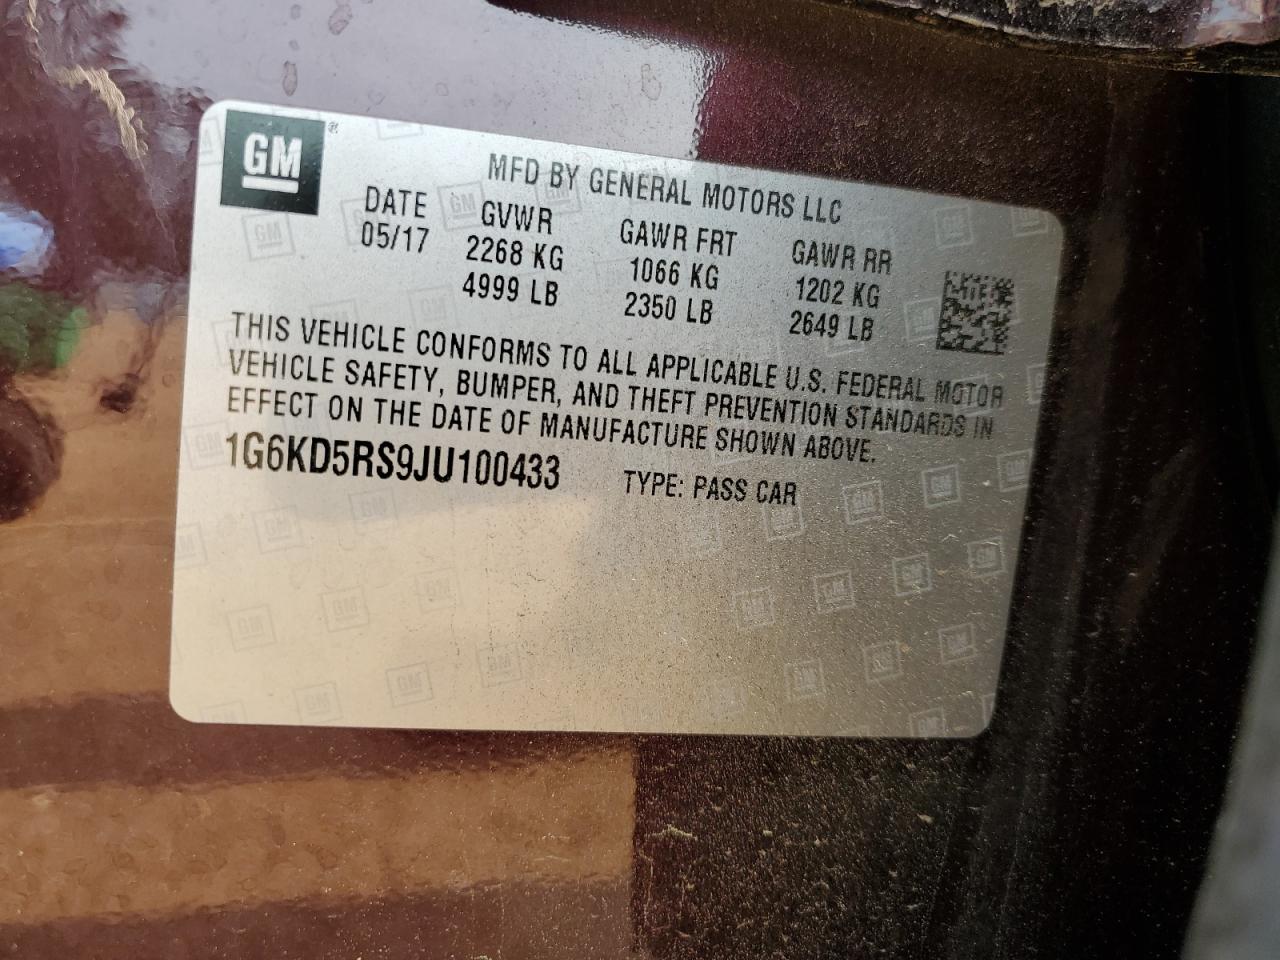 GM®
MFD BY GENERAL MOTORS LLC
DATE GVWR GAWR FRT GAWR RR
05/17 2268 KG 1066 KG 1202 KG
4999 LB 2350 LB 2649 LB
THIS VEHICLE CONFORMS TO ALL APPLICABLE U.S. FEDERAL MOTOR
VEHICLE SAFETY, BUMPER, AND THEFT PREVENTION STANDARDS IN
EFFECT ON THE DATE OF MANUFACTURE SHOWN ABOVE.
1G6KD5RS9JU100433 TYPE: PASS CAR